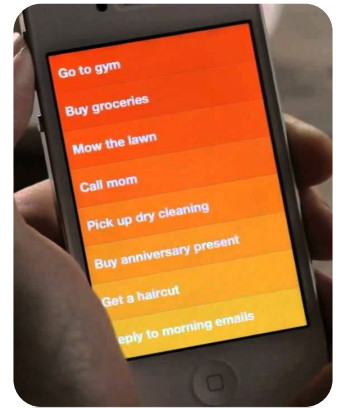 Go to gym
Buy groceries
Mow the lawn
Call mom
Pick up dry cleaning
Buy anniversary present
Get a haircut
eply to morning emails